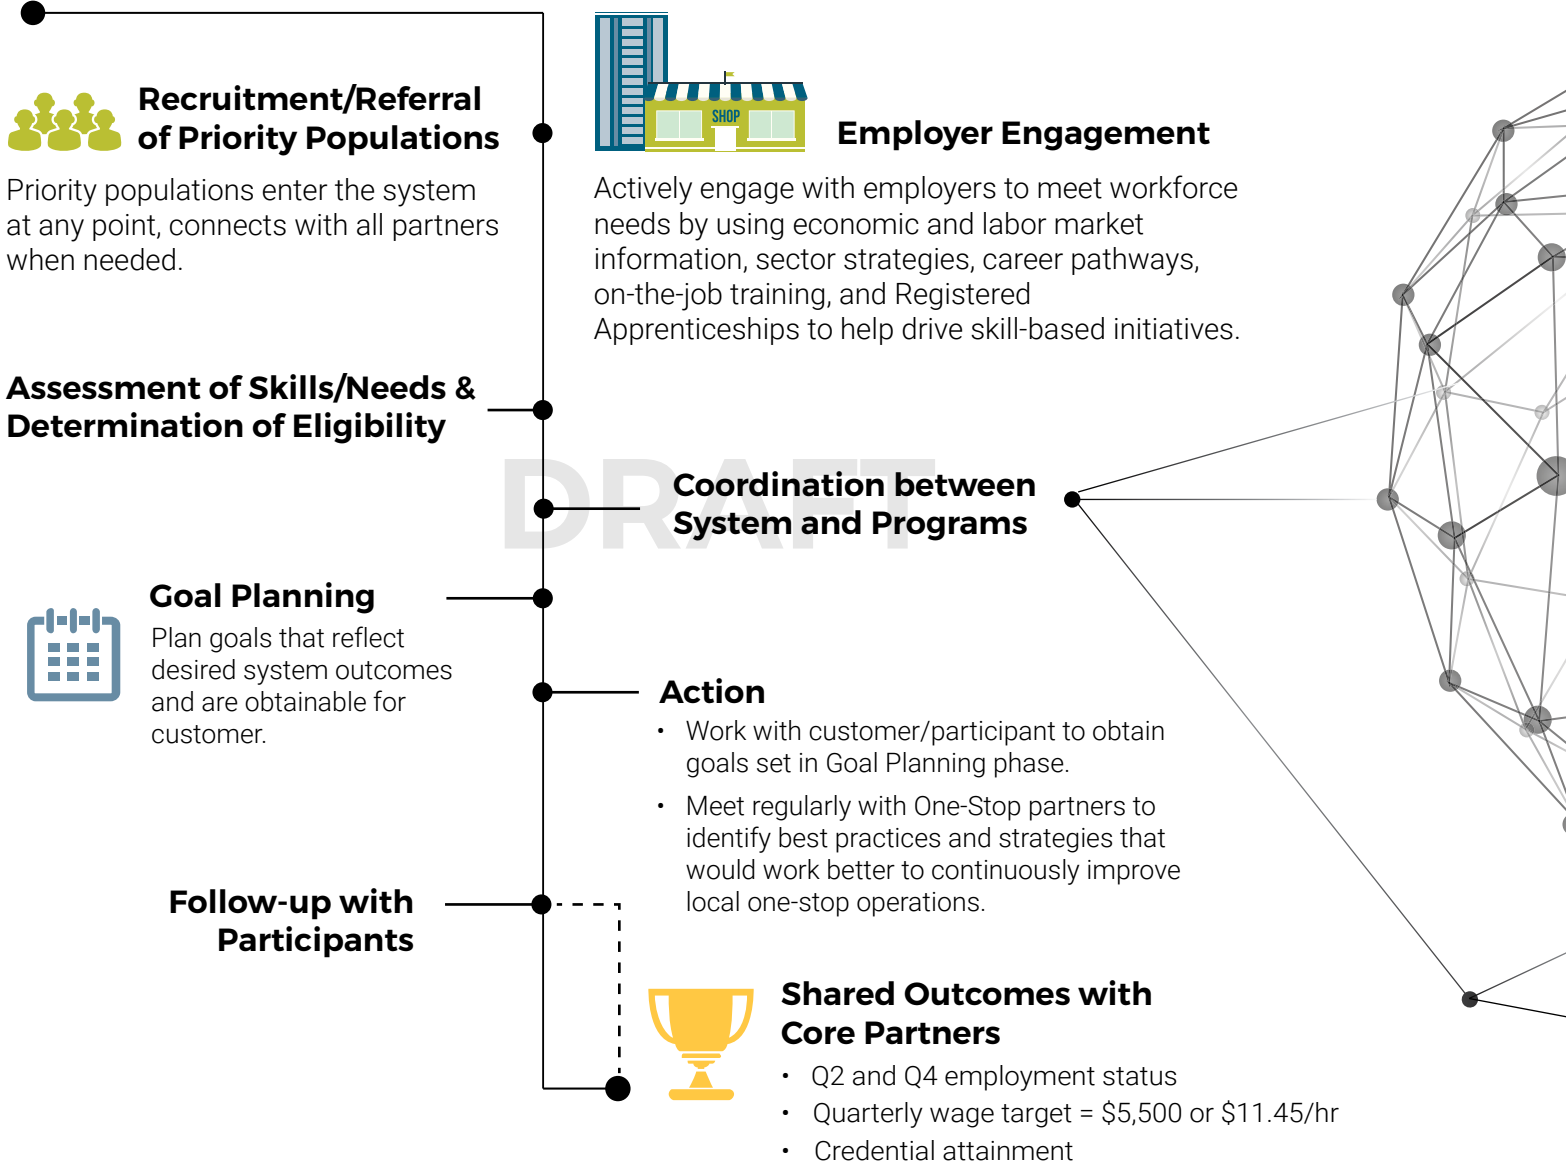 Recruitment/Referral
of Priority Populations
Priority populations enter the system
at any point, connects with all partners
when needed.
SHOP
Employer Engagement
Actively engage with employers to meet workforce
needs by using economic and labor market
information, sector strategies, career pathways,
on-the-job training, and Registered
Apprenticeships to help drive skill-based initiatives.
Assessment of Skills/Needs &
Determination of Eligibility
DRAFT
Coordination between
System and Programs
Goal Planning
Plan goals that reflect
desired system outcomes
and are obtainable for
customer.
Action
• Work with customer/participant to obtain
goals set in Goal Planning phase.
• Meet regularly with One-Stop partners to
identify best practices and strategies that
would work better to continuously improve
local one-stop operations.
Follow-up with
Participants
Shared Outcomes with
Core Partners
• Q2 and Q4 employment status
• Quarterly wage target = $5,500 or $11.45/hr
• Credential attainment